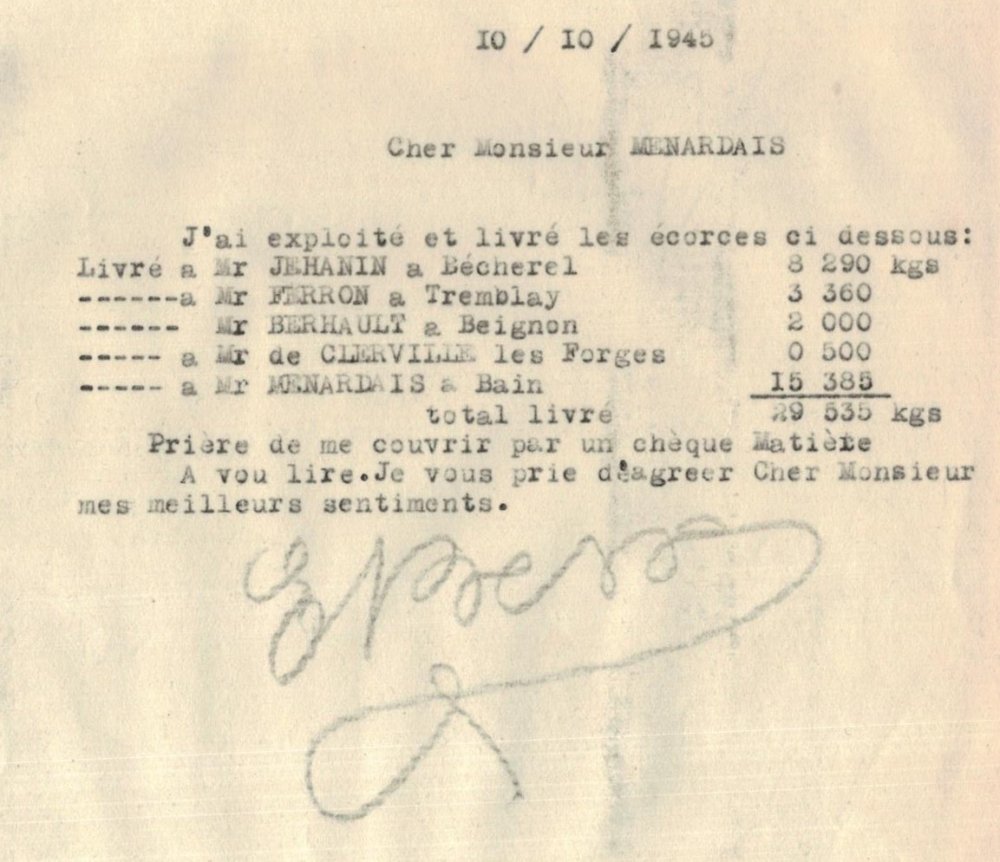 10 / 10 / 1945
Cher Monsieur MENARDAIS
J'ai exploité et livré les écorces ci dessous:
Livré a Mr JEHANIN a Bécherel 8 290 kgs
------a Mr FERRON a Tremblay 3 360
------ Mr BERHAULT a Beignon 2 000
----- a Mr de CLERVILLE les Forges 0 500
----- a Mr MENARDAIS a Bain 15 385
total livré 29 535 kgs
Prière de me couvrir par un chèque Matière
A vou lire.Je vous prie d'agreer Cher Monsieur
mes meilleurs sentiments.